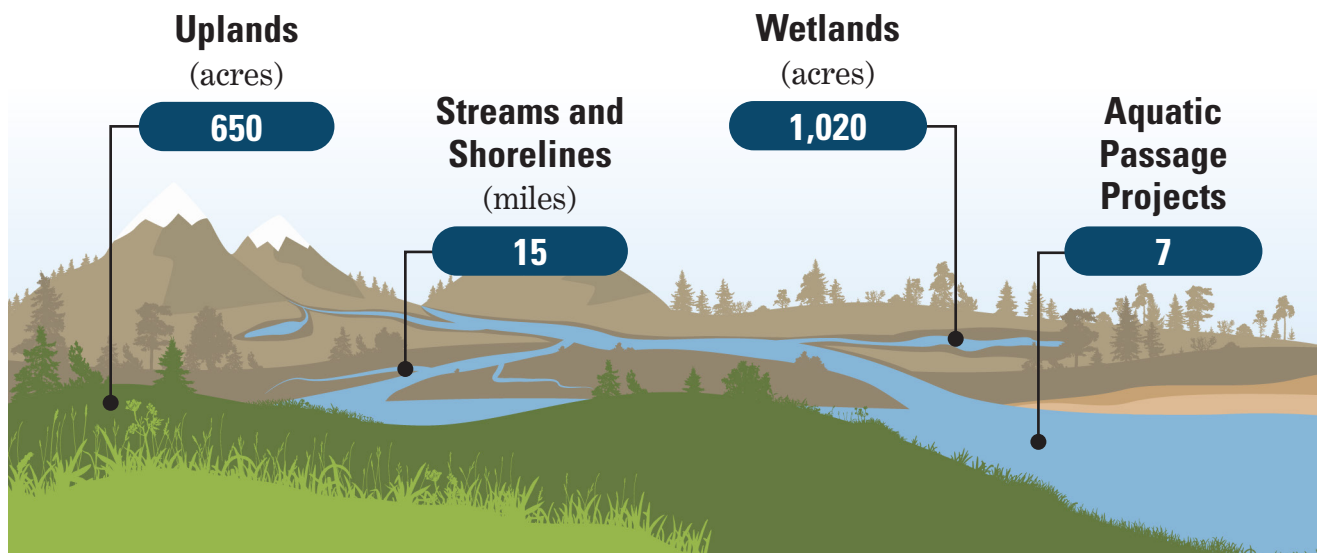 Uplands
(acres)
650
Streams and
Shorelines
(miles)
15
Wetlands
(acres)
1,020
Aquatic
Passage
Projects
7